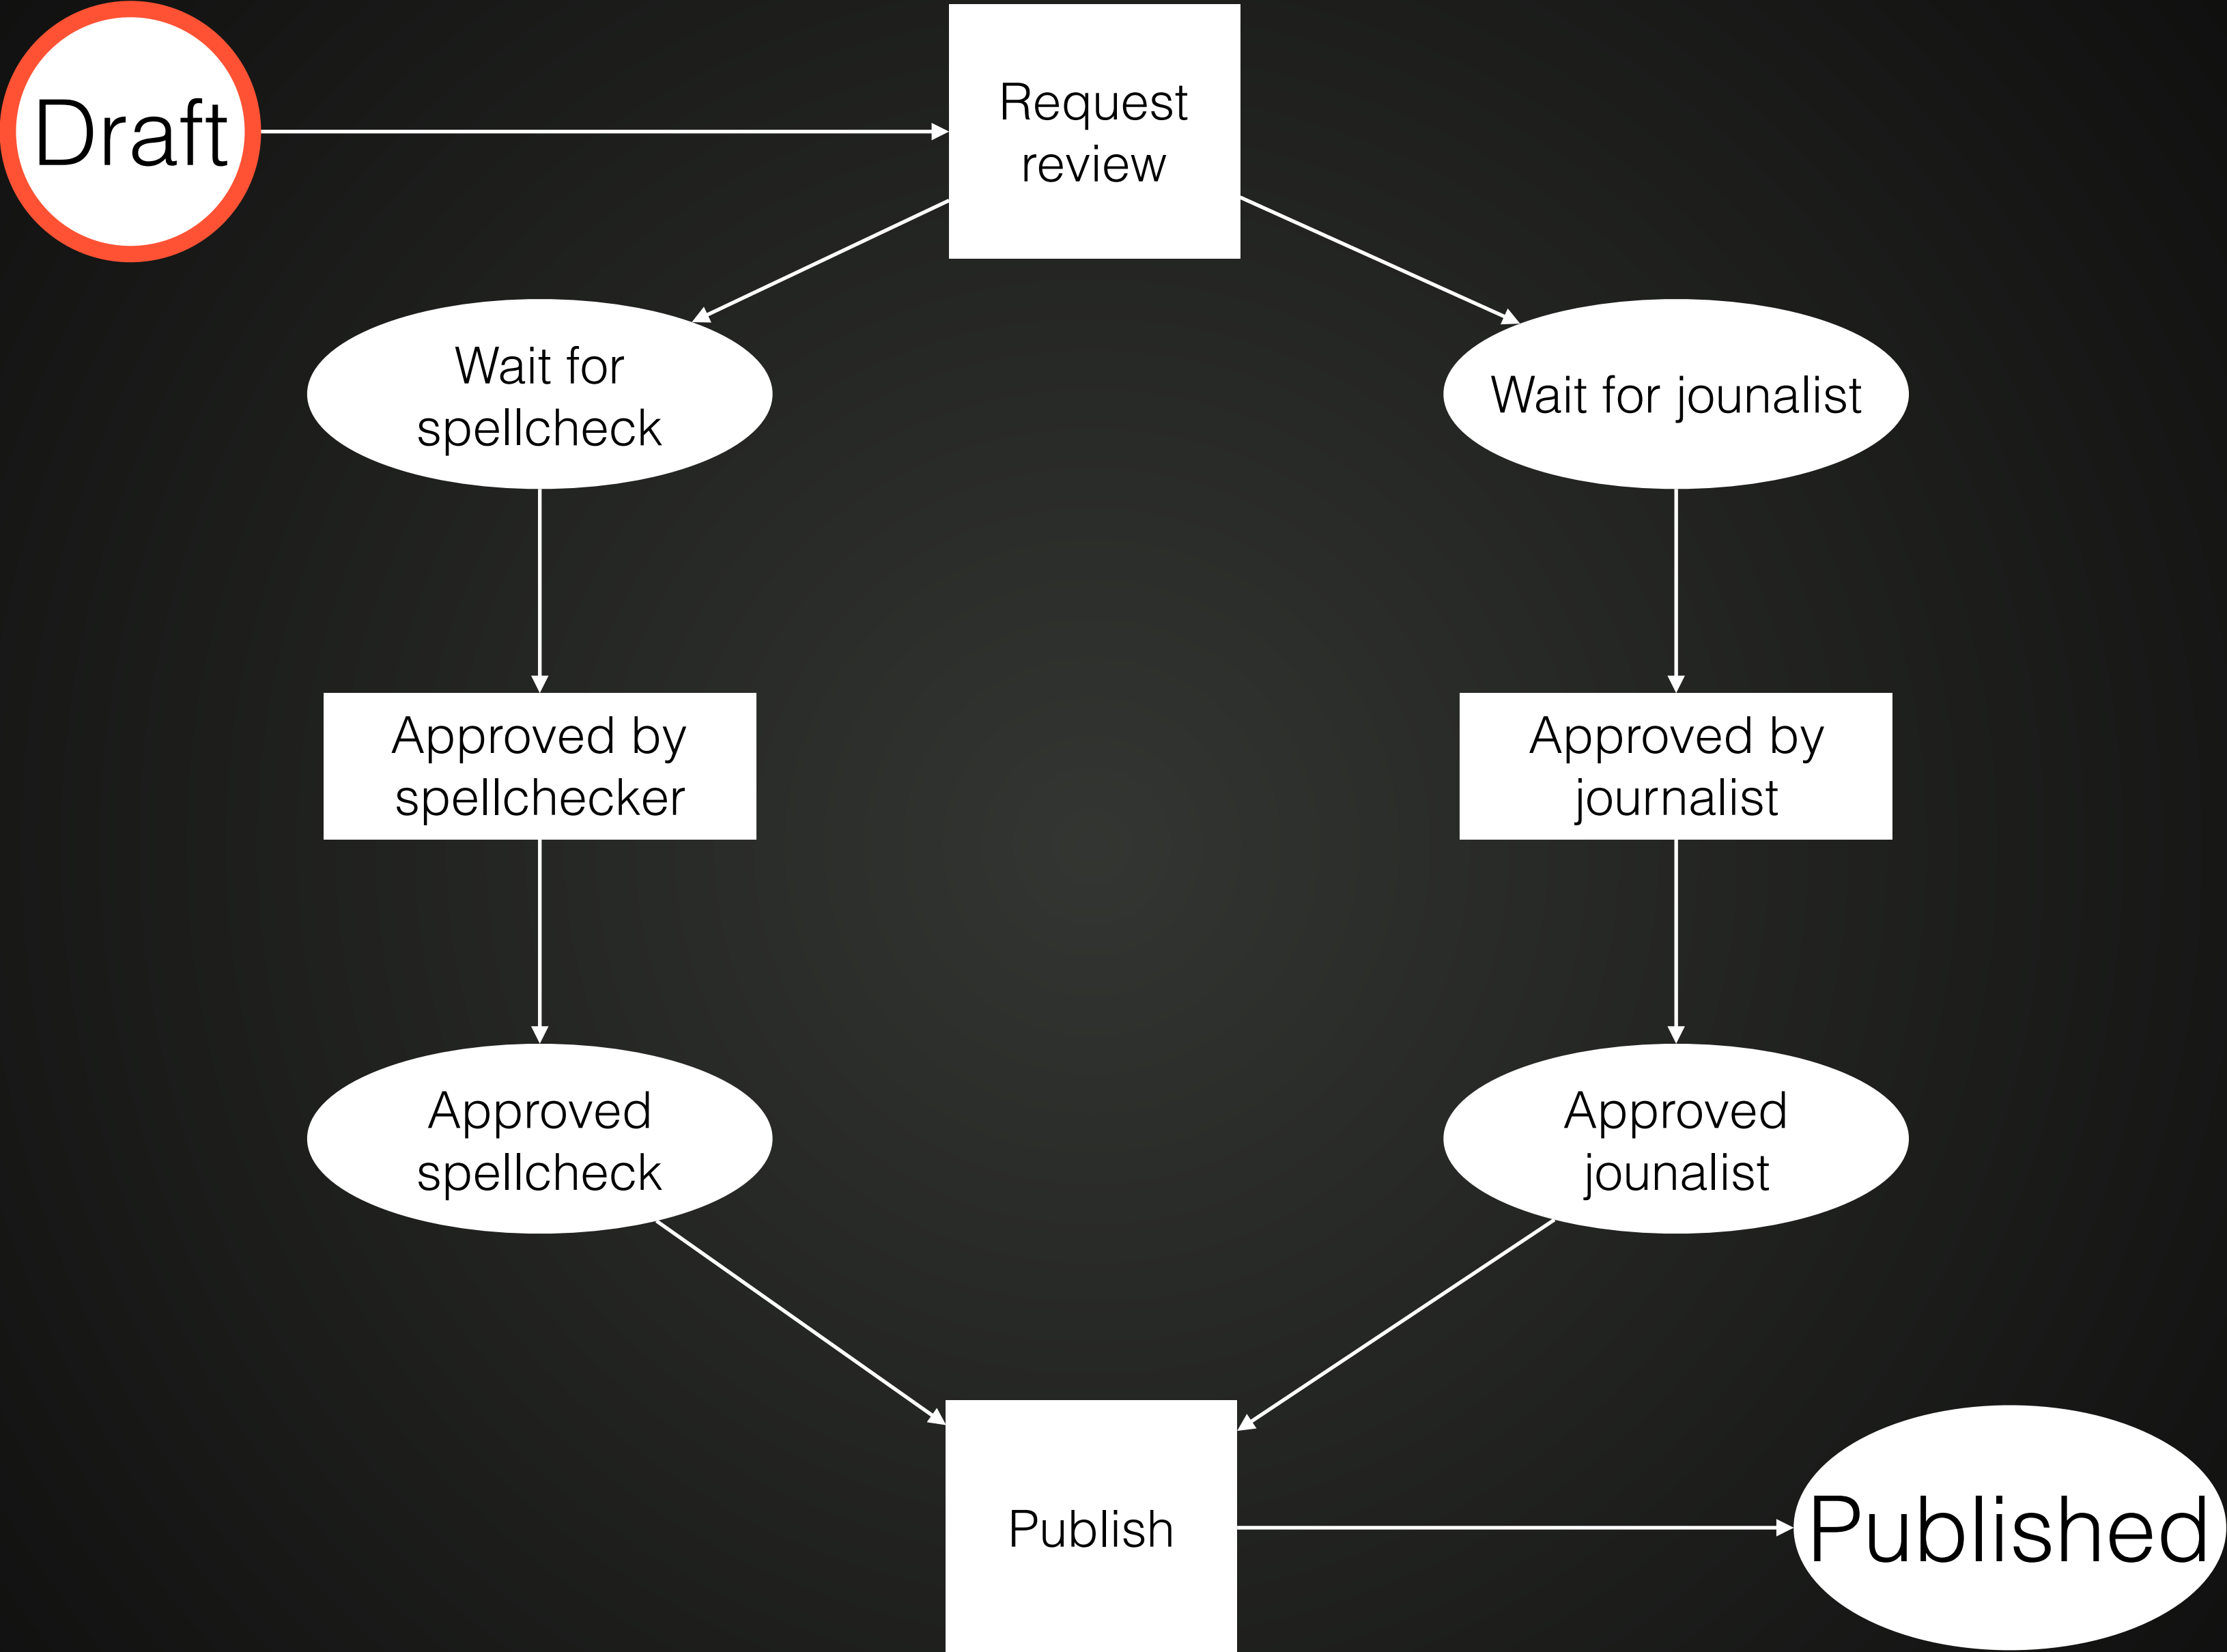 Draft
Request
review
Wait for
spellcheck
Wait for jounalist
Approved by
spellchecker
Approved by
journalist
Approved
spellcheck
Approved
jounalist
Publish
Published